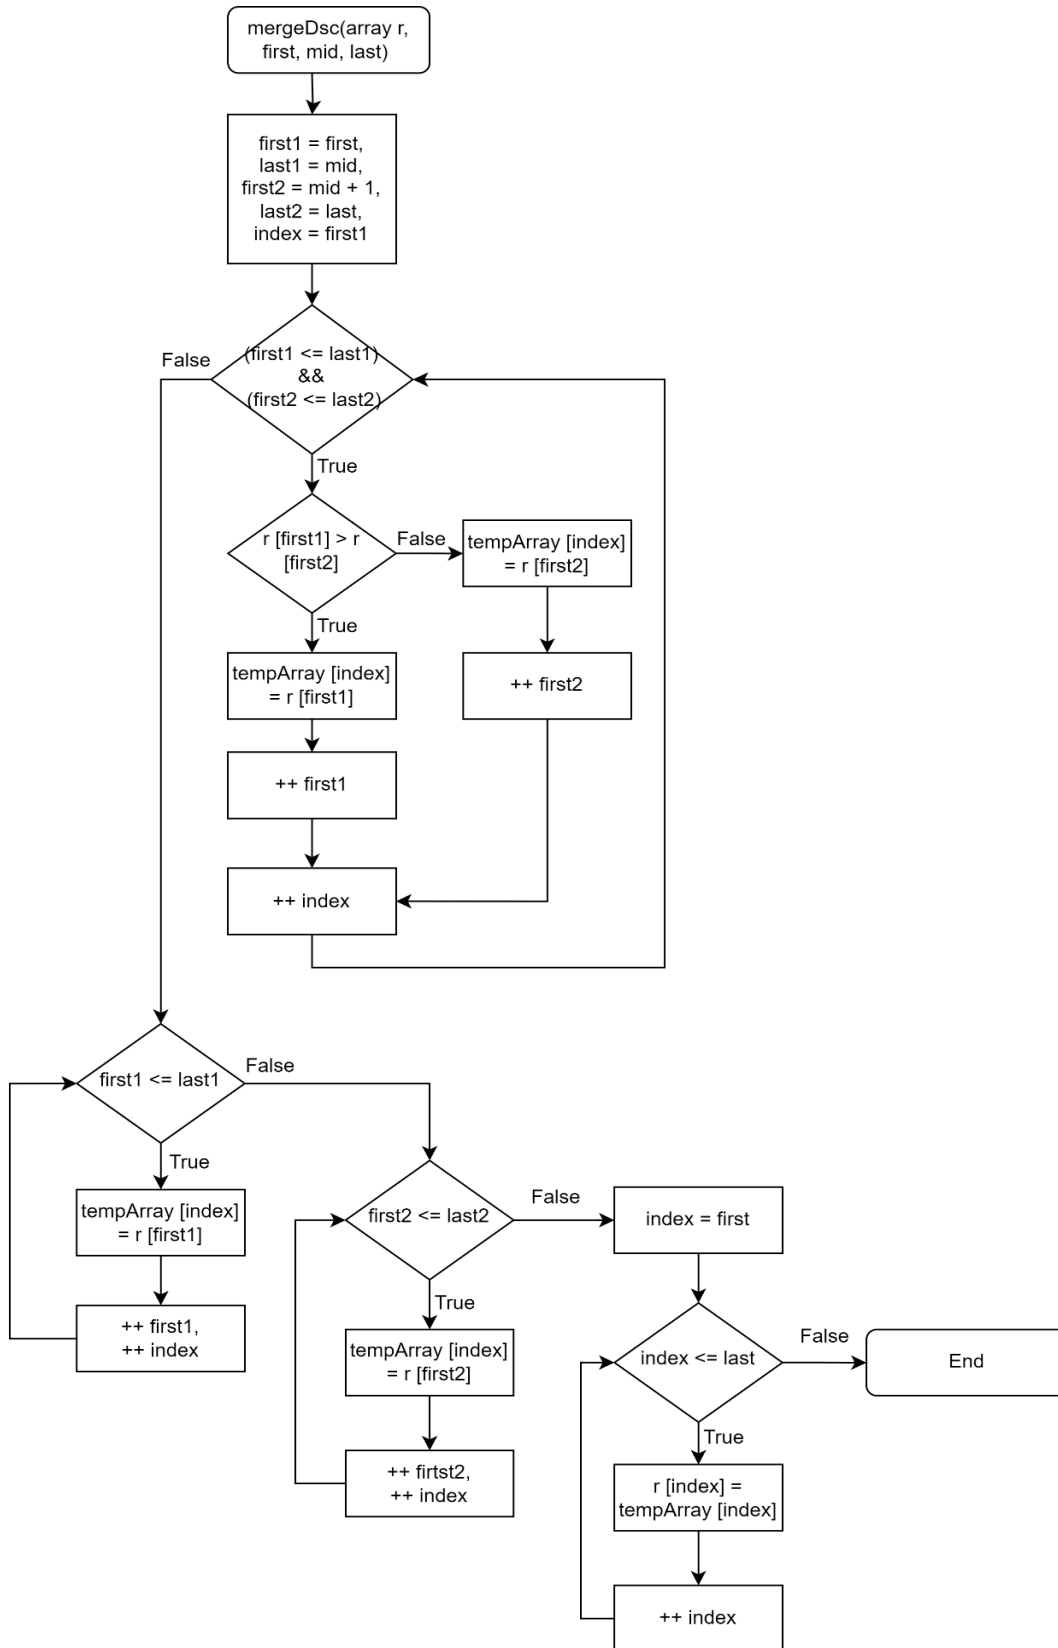 mergeDsc(array r,
first, mid, last)
first1 = first,
last1 = mid,
first2 = mid + 1,
last2 = last,
index = first1
False
(first1 <= last1)
&&
(first2 <= last2)
True
r [first1] > r
[first2]
False
tempArray [index]
= r [first2]
True
tempArray [index]
= r [first1]
++ first2
++ first1
++ index
first1 <= last1
False
True
tempArray [index]
= r [first1]
++ first1,
++ index
first2 <= last2
False
index = first
True
tempArray [index]
= r [first2]
++ firtst2,
++ index
index <= last
False
End
True
r [index] =
tempArray [index]
++ index